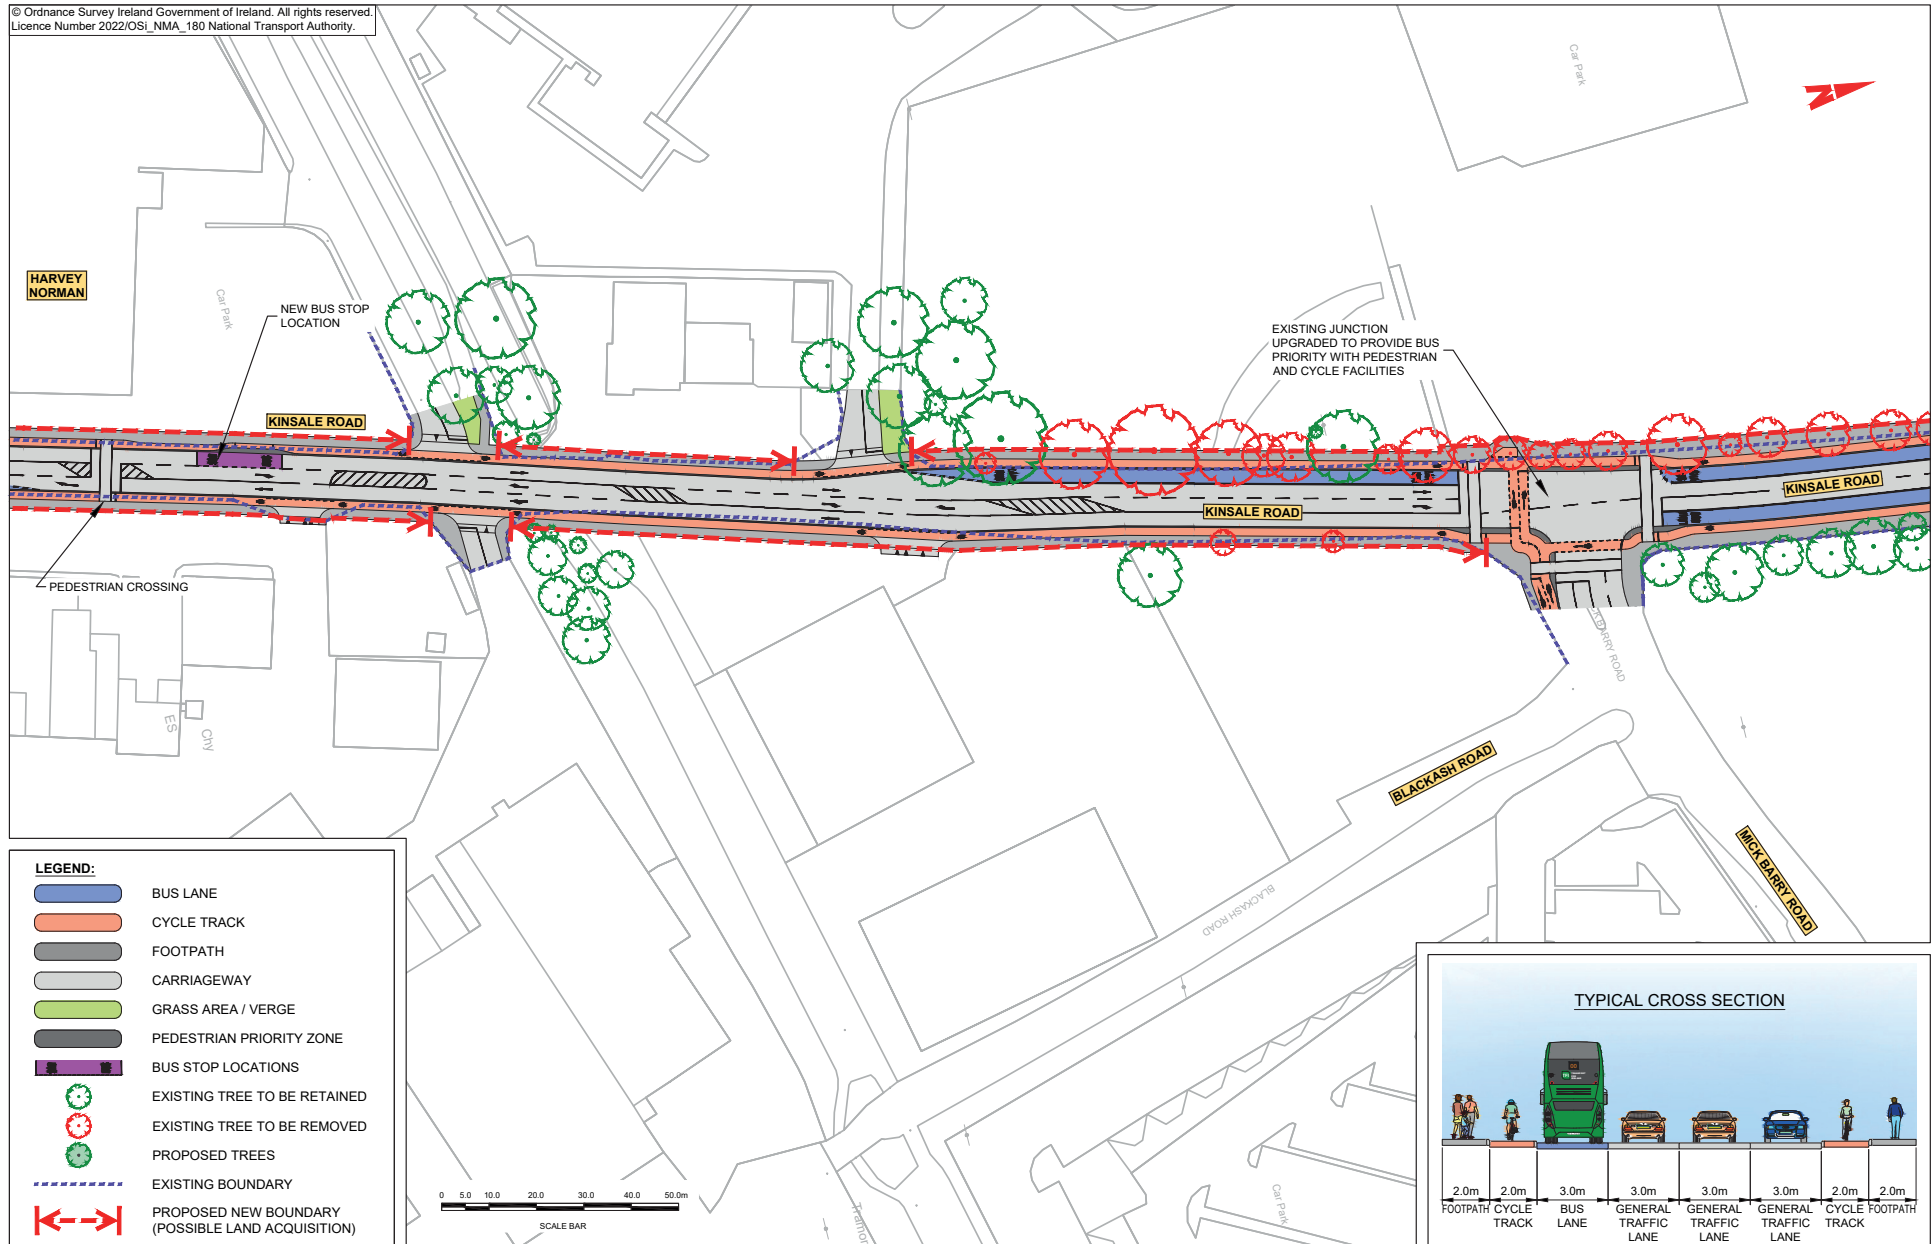 © Ordnance Survey Ireland Government of Ireland. All rights reserved.
Licence Number 2022/OSi_NMA_180 National Transport Authority.
Car Park
N
HARVEY
NORMAN
Car Park
NEW BUS STOP
LOCATION
EXISTING JUNCTION
UPGRADED TO PROVIDE BUS
PRIORITY WITH PEDESTRIAN
AND CYCLE FACILITIES
KINSALE ROAD
KINSALE ROAD
KINSALE ROAD
PEDESTRIAN CROSSING
ES
Chy
BLACKASH ROAD
MICK BARRY ROAD
BLACKASH ROAD
Car Park
LEGEND:
BUS LANE
CYCLE TRACK
FOOTPATH
CARRIAGEWAY
GRASS AREA / VERGE
PEDESTRIAN PRIORITY ZONE
BUS STOP LOCATIONS
EXISTING TREE TO BE RETAINED
EXISTING TREE TO BE REMOVED
PROPOSED TREES
EXISTING BOUNDARY
PROPOSED NEW BOUNDARY
(POSSIBLE LAND ACQUISITION)
0 5.0 10.0 20.0 30.0 40.0 50.0m
SCALE BAR
TYPICAL CROSS SECTION
2.0m 2.0m 3.0m 3.0m 3.0m 3.0m 2.0m 2.0m
FOOTPATH CYCLE TRACK BUS LANE GENERAL TRAFFIC LANE GENERAL TRAFFIC LANE GENERAL TRAFFIC LANE CYCLE TRACK FOOTPATH